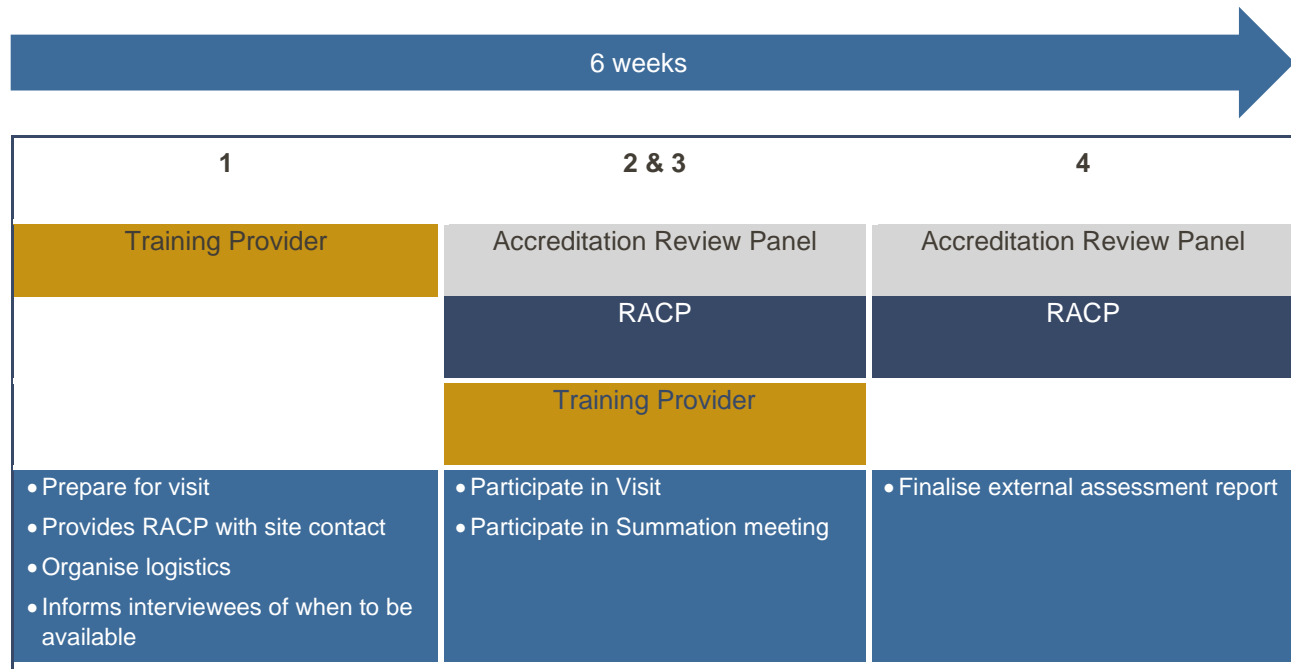 6 weeks
1
2 & 3
4
Training Provider
Accreditation Review Panel
Accreditation Review Panel
RACP
RACP
Training Provider
• Prepare for visit
• Provides RACP with site contact
• Organise logistics
• Informs interviewees of when to be
available
• Participate in Visit
• Participate in Summation meeting
• Finalise external assessment report